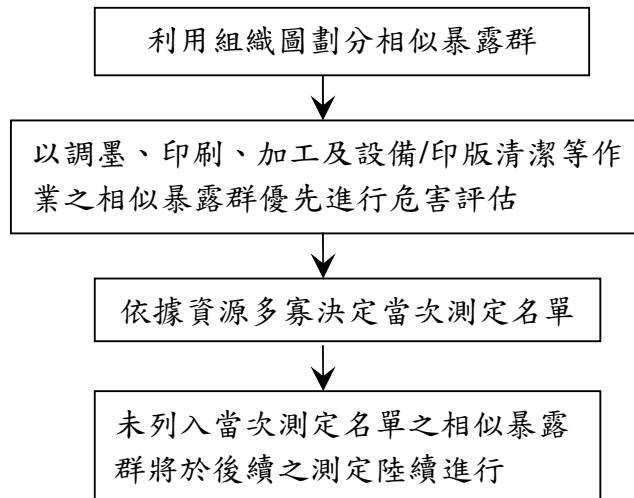 利用組織圖劃分相似暴露群
以調墨、印刷、加工及設備/印版清潔等作
業之相似暴露群優先進行危害評估
依據資源多寡決定當次測定名單
未列入當次測定名單之相似暴露
群將於後續之測定陸續進行